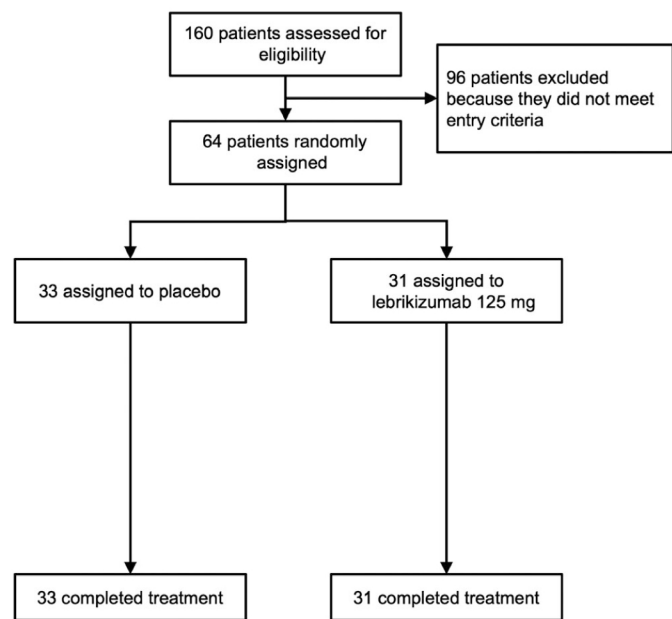 160 patients assessed for
eligibility
96 patients excluded
because they did not meet
entry criteria
64 patients randomly
assigned
33 assigned to placebo
31 assigned to
lebrikizumab 125 mg
33 completed treatment
31 completed treatment